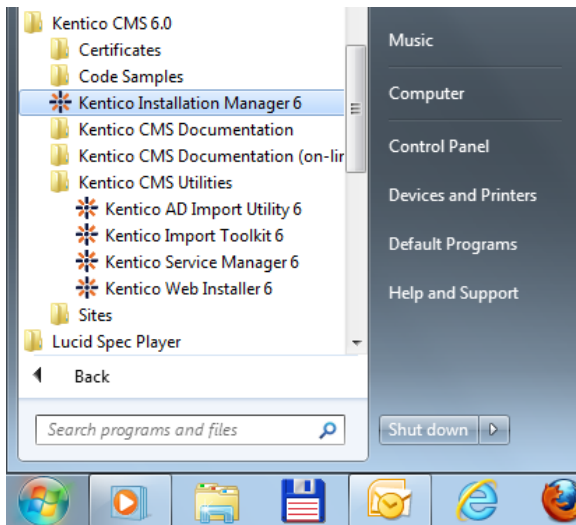 Kentico CMS 6.0
Certificates
Code Samples
Kentico Installation Manager 6
Kentico CMS Documentation
Kentico CMS Documentation (on-lir
Kentico CMS Utilities
Kentico AD Import Utility 6
Kentico Import Toolkit 6
Kentico Service Manager 6
Kentico Web Installer 6
Sites
Lucid Spec Player
Back
Search programs and files
Music
Computer
Control Panel
Devices and Printers
Default Programs
Help and Support
Shut down